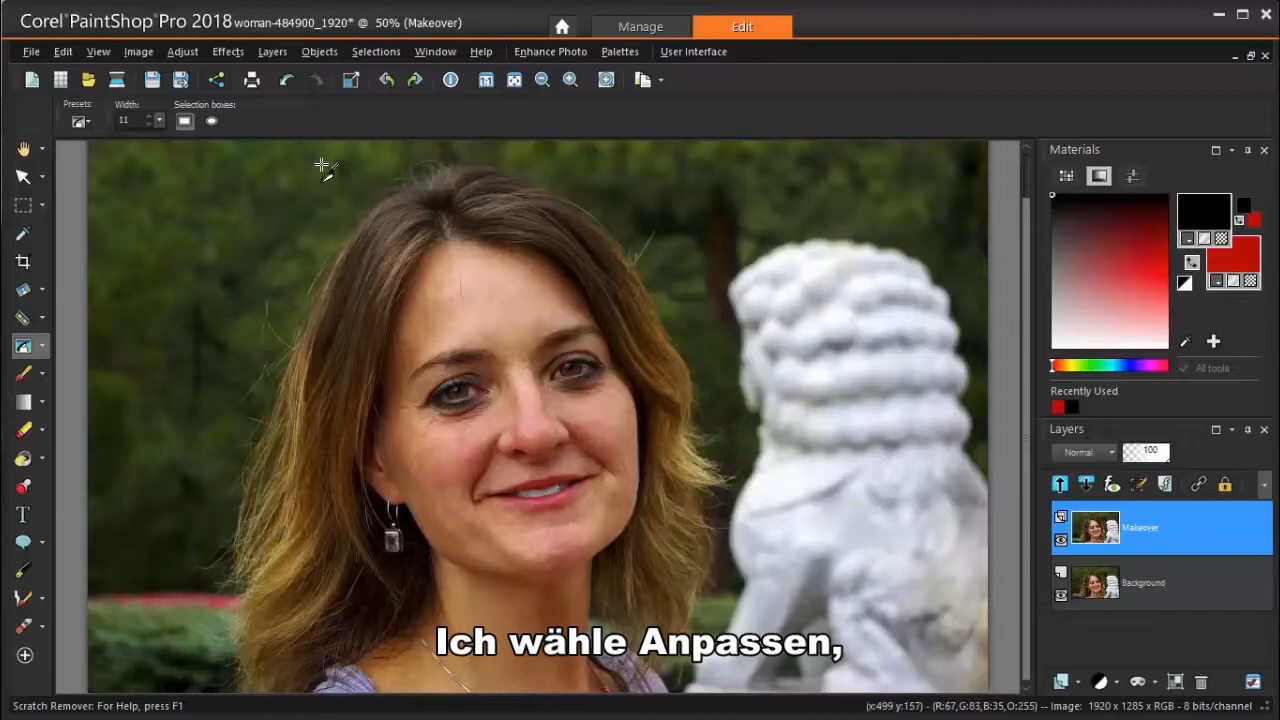 Corel PaintShop Pro 2018 woman-484900_1920* @ 50% (Makeover)
Manage
Edit
File Edit View Image Adjust Effects Layers Objects Selections Window Help Enhance Photo Palettes User Interface
Presets: Width: Selection boxes:
11
Materials
All tools
Recently Used
Layers
Normal 100
Makeover
Background
T
Ich wähle Anpassen,
Scratch Remover: For Help, press F1
(x:499 y:157) - (R:67,G:83,B:35,O:255) -- Image: 1920 x 1285 x RGB - 8 bits/channel